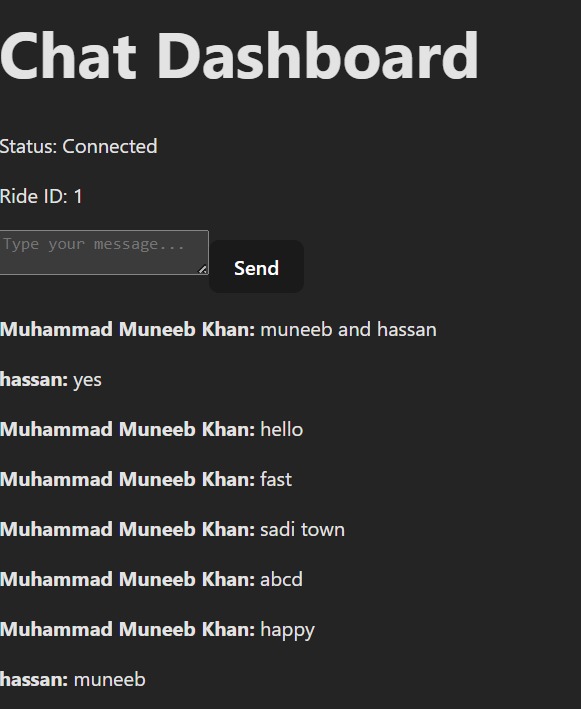 Chat Dashboard
Status: Connected
Ride ID: 1
Type your message...
Send
Muhammad Muneeb Khan: muneeb and hassan
hassan: yes
Muhammad Muneeb Khan: hello
Muhammad Muneeb Khan: fast
Muhammad Muneeb Khan: sadi town
Muhammad Muneeb Khan: abcd
Muhammad Muneeb Khan: happy
hassan: muneeb